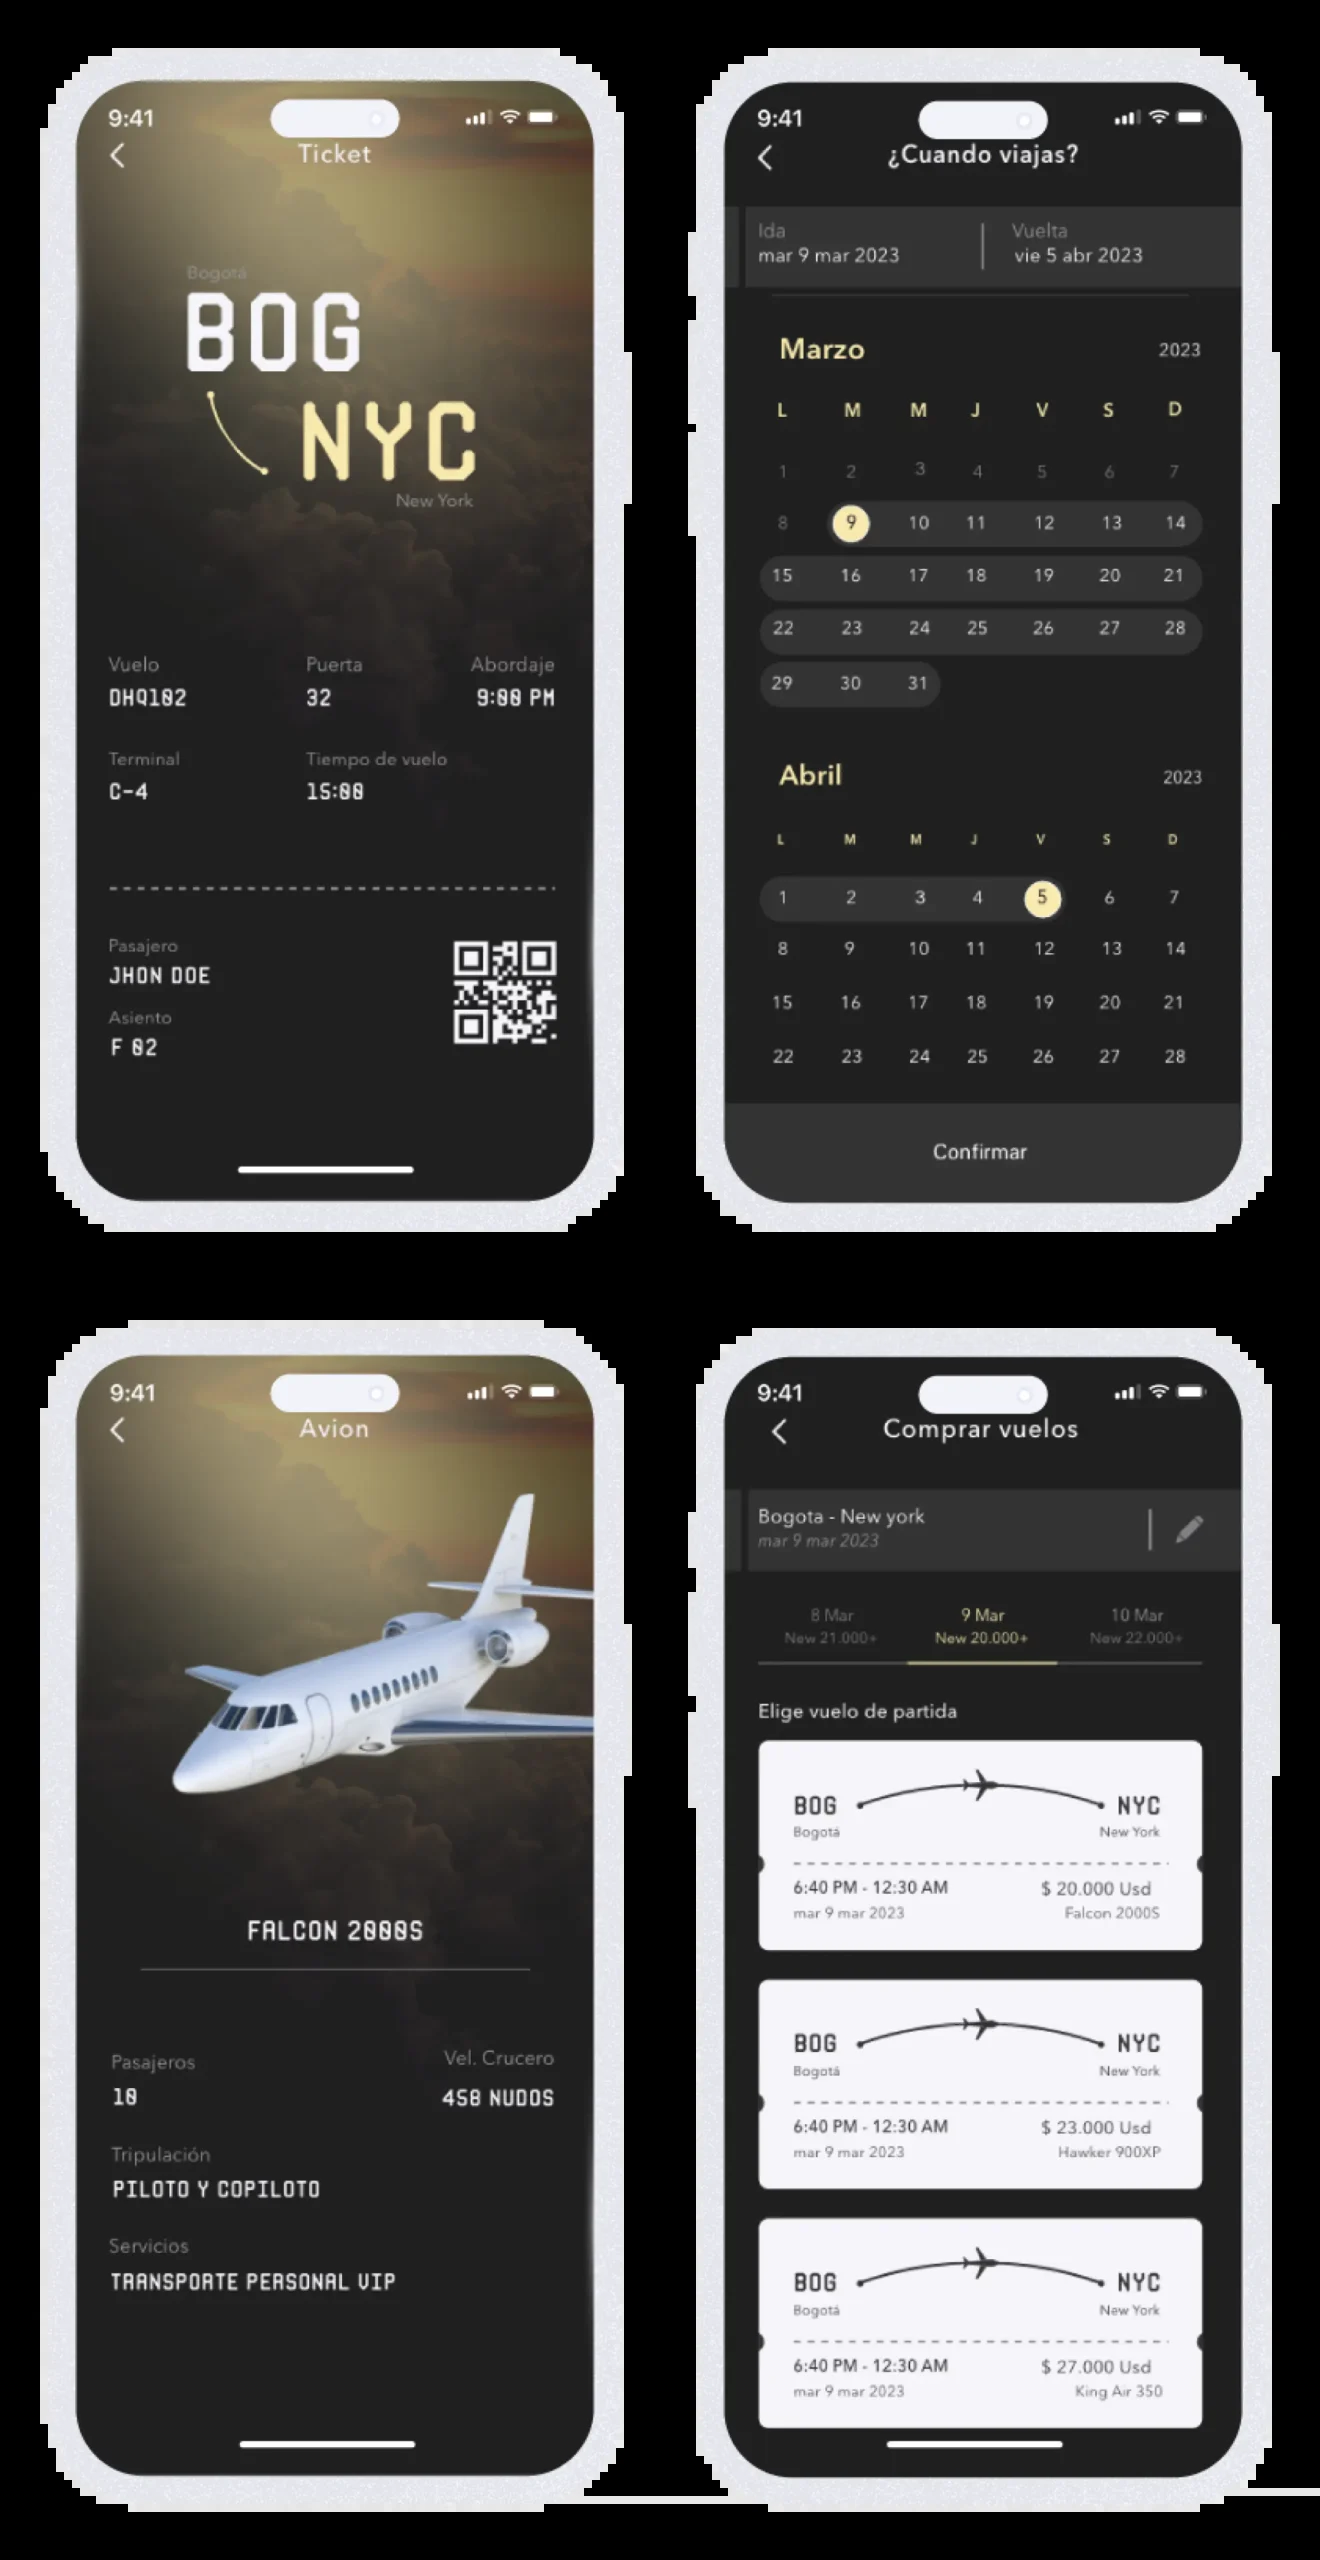 9:41
Ticket
Bogotá
BOG
NYC
New York
Vuelo Puerta Abordaje
DHQ102 32 9:00 PM
Terminal Tiempo de vuelo
C-4 15:00
Pasajero
JHON DOE
Asiento
F 02
9:41
¿Cuando viajas?
Ida Vuelta
mar 9 mar 2023 vie 5 abr 2023
Marzo 2023
L M M J V S D
1 2 3 4 5 6 7
8 9 10 11 12 13 14
15 16 17 18 19 20 21
22 23 24 25 26 27 28
29 30 31
Abril 2023
L M M J V S D
1 2 3 4 5 6 7
8 9 10 11 12 13 14
15 16 17 18 19 20 21
22 23 24 25 26 27 28
Confirmar
9:41
Avion
FALCON 2000S
Pasajeros Vel. Crucero
10 458 NUDOS
Tripulación
PILOTO Y COPILOTO
Servicios
TRANSPORTE PERSONAL VIP
9:41
Comprar vuelos
Bogota - New york
mar 9 mar 2023
8 Mar 9 Mar 10 Mar
New 21.000+ New 20.000+ New 22.000+
Elige vuelo de partida
BOG NYC
Bogotá New York
6:40 PM - 12:30 AM $ 20.000 Usd
mar 9 mar 2023 Falcon 2000S
BOG NYC
Bogotá New York
6:40 PM - 12:30 AM $ 23.000 Usd
mar 9 mar 2023 Hawker 900XP
BOG NYC
Bogotá New York
6:40 PM - 12:30 AM $ 27.000 Usd
mar 9 mar 2023 King Air 350